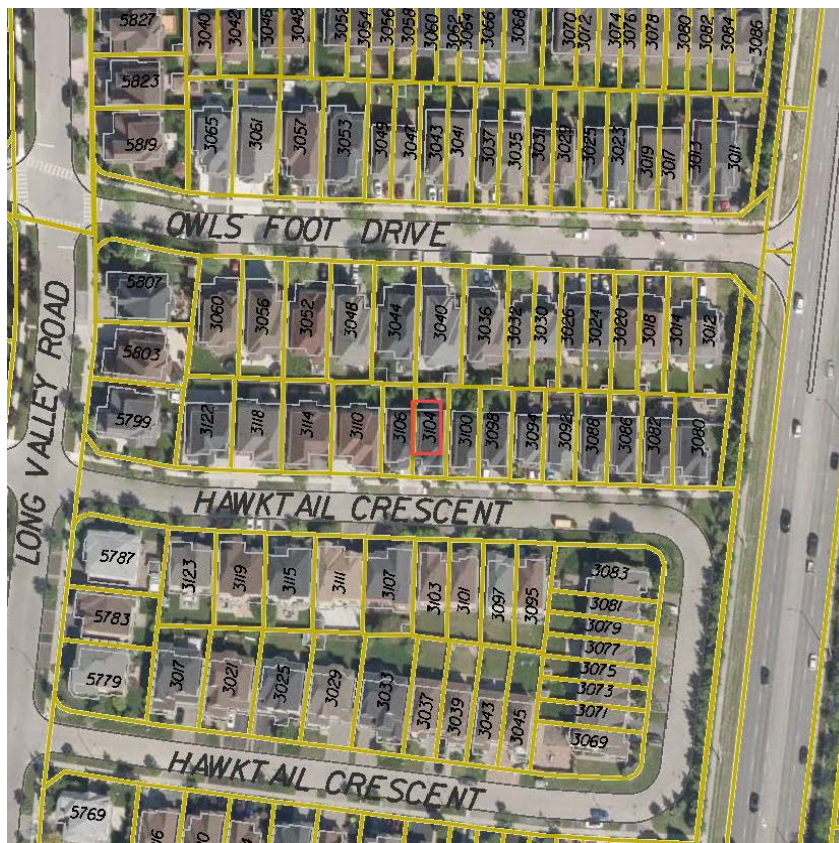 5827
3040 3042 3046 3048 3052 3054 3056 3058 3060 3062 3064 3066 3068 3070 3072 3074 3076 3078 3080 3082 3084 3086
5823
5819
3065 3061 3057 3053 3049 3047 3043 3041 3037 3035 3031 3029 3025 3023 3019 3017 3013 3011
OWLS FOOT DRIVE
LONG VALLEY ROAD
5807
3060 3056 3052 3048 3044 3040 3036 3032 3030 3026 3024 3020 3018 3014 3012
5803
5799
3122 3118 3114 3110 3106 3104 3100 3098 3094 3092 3088 3086 3082 3080
HAWKTAIL CRESCENT
5787
3123 3119 3115 3111 3107 3103 3101 3097 3095
3083
3081
3079
3077
3075
3073
3071
3069
5783
5779
3017 3021 3025 3029 3033 3037 3039 3043 3045
HAWKTAIL CRESCENT
5769